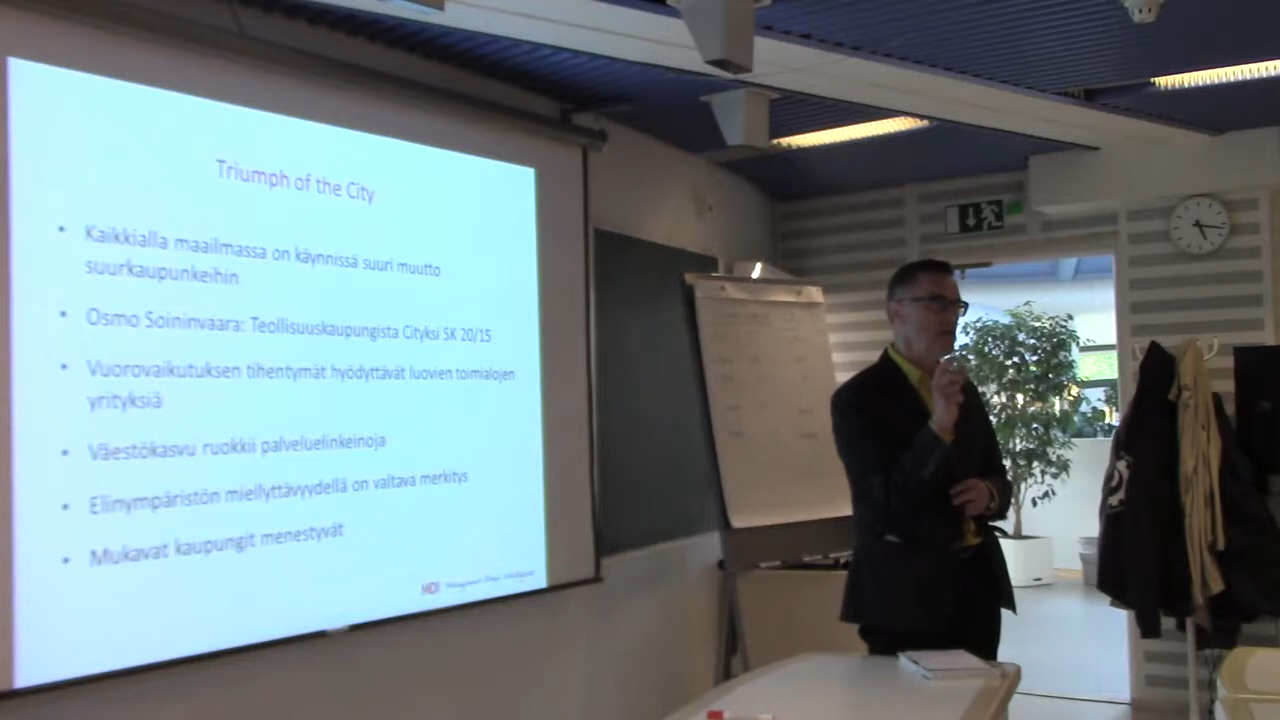 Triumph of the City
• Kaikkialla maailmassa on käynnissä suuri muutto
suurkaupunkeihin
• Osmo Soininvaara: Teollisuuskaupungista Cityksi SK 20/15
• Vuorovaikutuksen tihentymät hyödyttävät luovien toimialojen
yrityksiä
• Väestökasvu ruokkii palveluelinkeinoja
• Elinympäristön miellyttävyydellä on valtava merkitys
• Mukavat kaupungit menestyvät
MDI